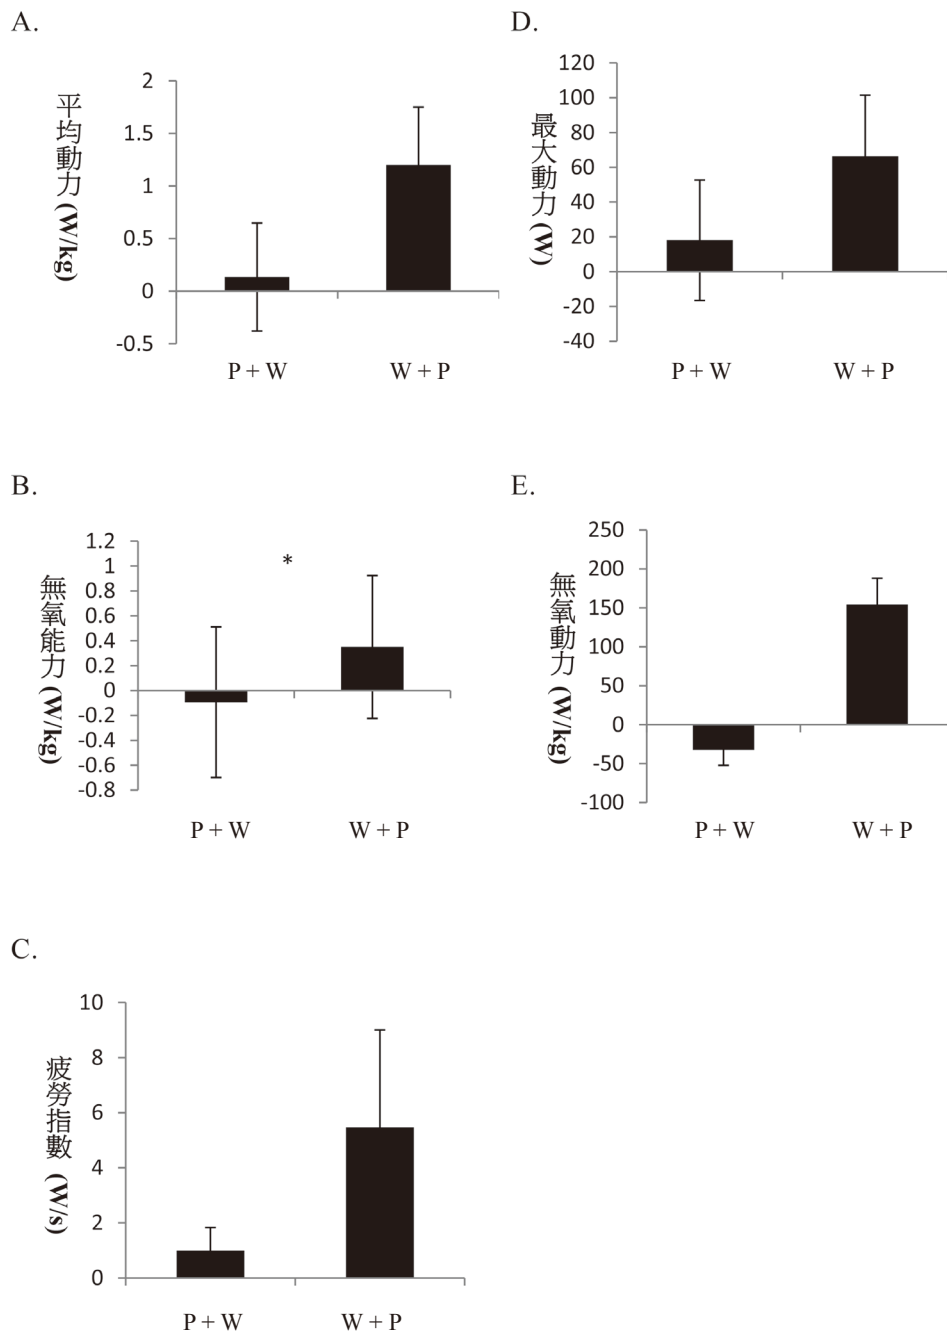 A.
平均動力 (W/kg)
2
1.5
1
0.5
0
-0.5
P + W
W + P
D.
最大動力 (W)
120
100
80
60
40
20
0
-20
-40
P + W
W + P
B.
無氧能力 (W/kg)
1.2
1
0.8
0.6
0.4
0.2
0
-0.2
-0.4
-0.6
-0.8
*
P + W
W + P
E.
無氧動力 (W/kg)
250
200
150
100
50
0
-50
-100
P + W
W + P
C.
疲勞指數 (W/s)
10
8
6
4
2
0
P + W
W + P